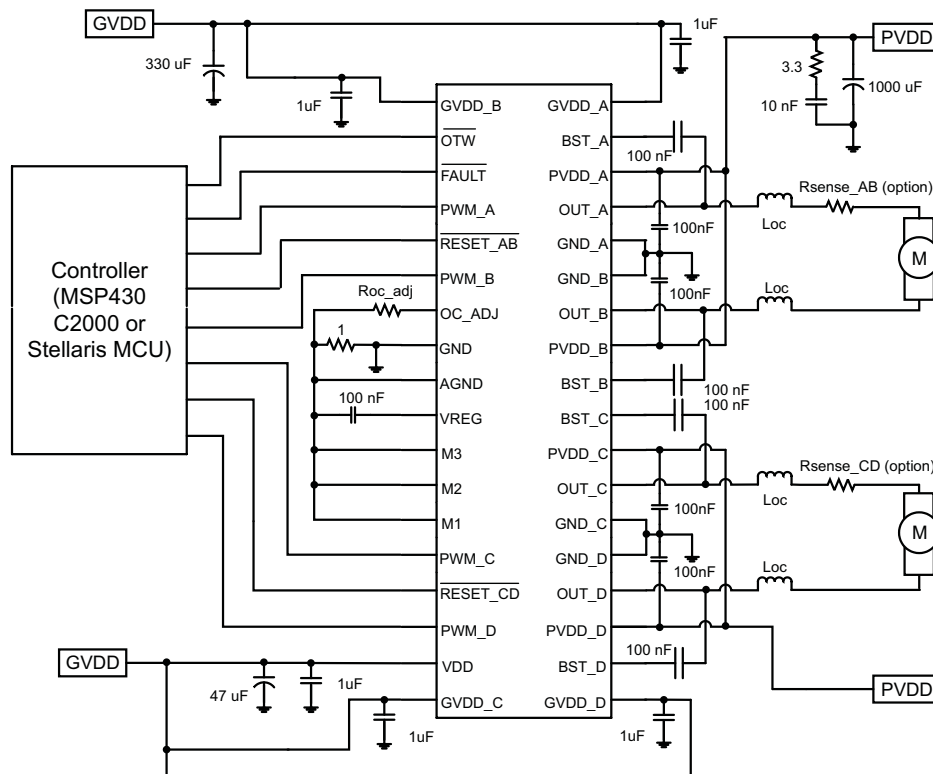 GVDD
PVDD
1uF
330 uF
3.3
1000 uF
1uF
10 nF
GVDD_B
GVDD_A
OTW
BST_A
100 nF
FAULT
PVDD_A
PWM_A
OUT_A
Loc
Rsense_AB (option)
100nF
RESET_AB
GND_A
M
Controller
(MSP430
C2000 or
Stellaris MCU)
PWM_B
GND_B
100nF
Loc
Roc_adj
OC_ADJ
OUT_B
1
GND
PVDD_B
AGND
BST_B
100 nF
100 nF
100 nF
VREG
BST_C
M3
PVDD_C
Rsense_CD (option)
M2
OUT_C
Loc
100nF
M1
GND_C
M
PWM_C
GND_D
100nF
Loc
RESET_CD
OUT_D
PWM_D
PVDD_D
100 nF
GVDD
VDD
BST_D
47 uF
1uF
PVDD
GVDD_C
GVDD_D
1uF
1uF